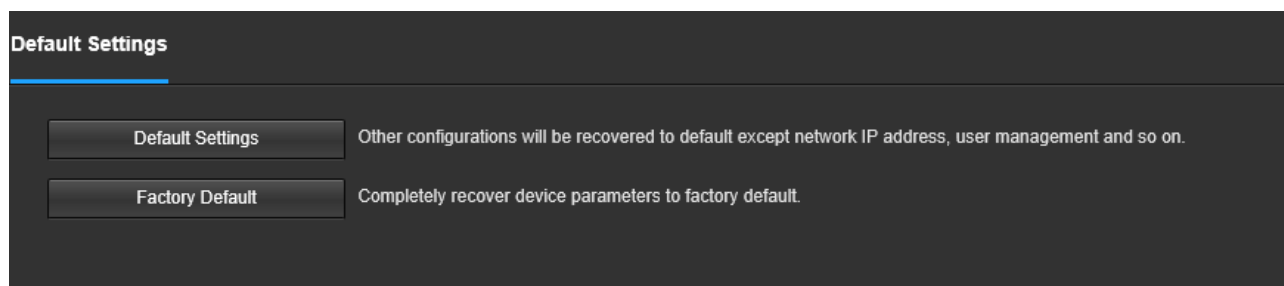 Default Settings
Default Settings Other configurations will be recovered to default except network IP address, user management and so on.
Factory Default Completely recover device parameters to factory default.